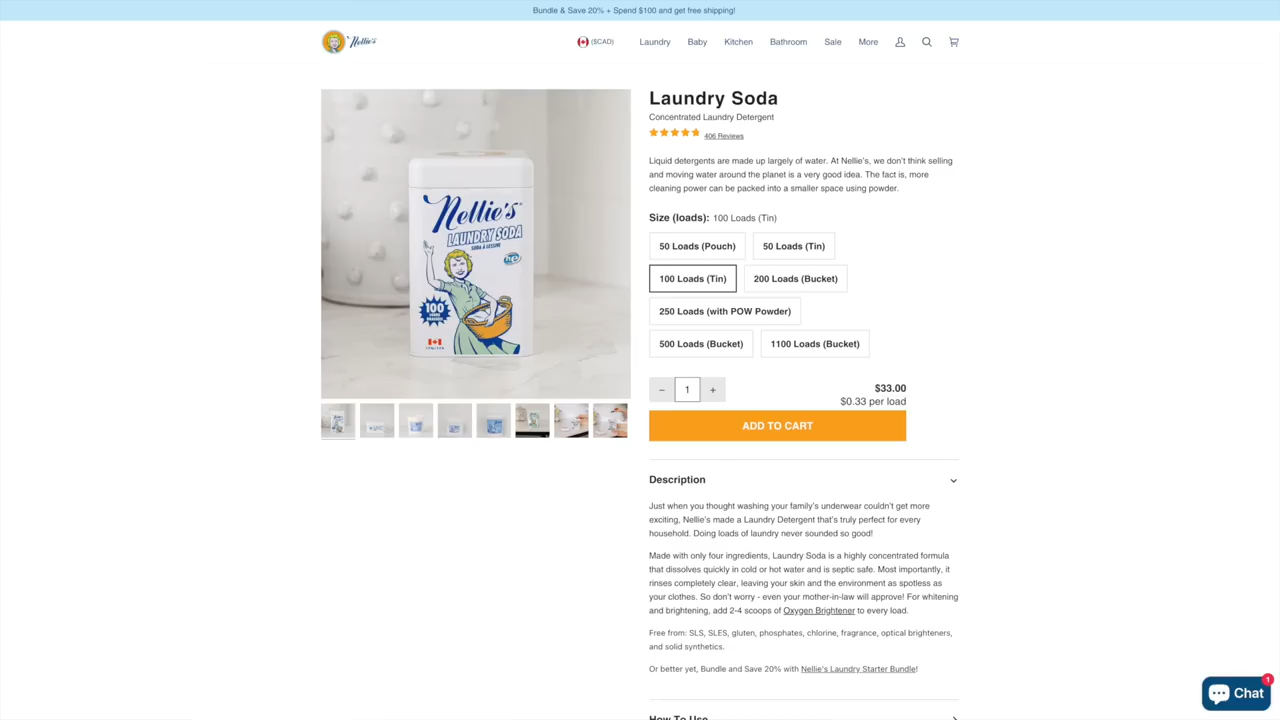 Bundle & Save 20% + Spend $100 and get free shipping!
Nellie's
($CAD)
Laundry
Baby
Kitchen
Bathroom
Sale
More
Nellie's
LAUNDRY SODA
SODA À LESSIVE
100
Laundry Soda
Concentrated Laundry Detergent
406 Reviews
Liquid detergents are made up largely of water. At Nellie's, we don't think selling
and moving water around the planet is a very good idea. The fact is, more
cleaning power can be packed into a smaller space using powder.
Size (loads): 100 Loads (Tin)
50 Loads (Pouch)
50 Loads (Tin)
100 Loads (Tin)
200 Loads (Bucket)
250 Loads (with POW Powder)
500 Loads (Bucket)
1100 Loads (Bucket)
− 1 +
$33.00
$0.33 per load
ADD TO CART
Description
Just when you thought washing your family's underwear couldn't get more
exciting, Nellie's made a Laundry Detergent that's truly perfect for every
household. Doing loads of laundry never sounded so good!
Made with only four ingredients, Laundry Soda is a highly concentrated formula
that dissolves quickly in cold or hot water and is septic safe. Most importantly, it
rinses completely clear, leaving your skin and the environment as spotless as
your clothes. So don't worry - even your mother-in-law will approve! For whitening
and brightening, add 2-4 scoops of Oxygen Brightener to every load.
Free from: SLS, SLES, gluten, phosphates, chlorine, fragrance, optical brighteners,
and solid synthetics.
Or better yet, Bundle and Save 20% with Nellie's Laundry Starter Bundle!
How To Use
Chat
1